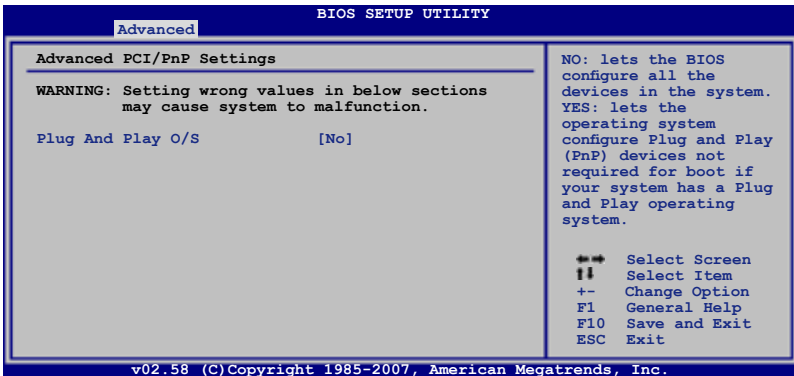 BIOS SETUP UTILITY
Advanced
Advanced PCI/PnP Settings
WARNING: Setting wrong values in below sections
may cause system to malfunction.
Plug And Play O/S [No]
NO: lets the BIOS
configure all the
devices in the system.
YES: lets the
operating system
configure Plug and Play
(PnP) devices not
required for boot if
your system has a Plug
and Play operating
system.
←→ Select Screen
↑↓ Select Item
+- Change Option
F1 General Help
F10 Save and Exit
ESC Exit
v02.58 (C)Copyright 1985-2007, American Megatrends, Inc.